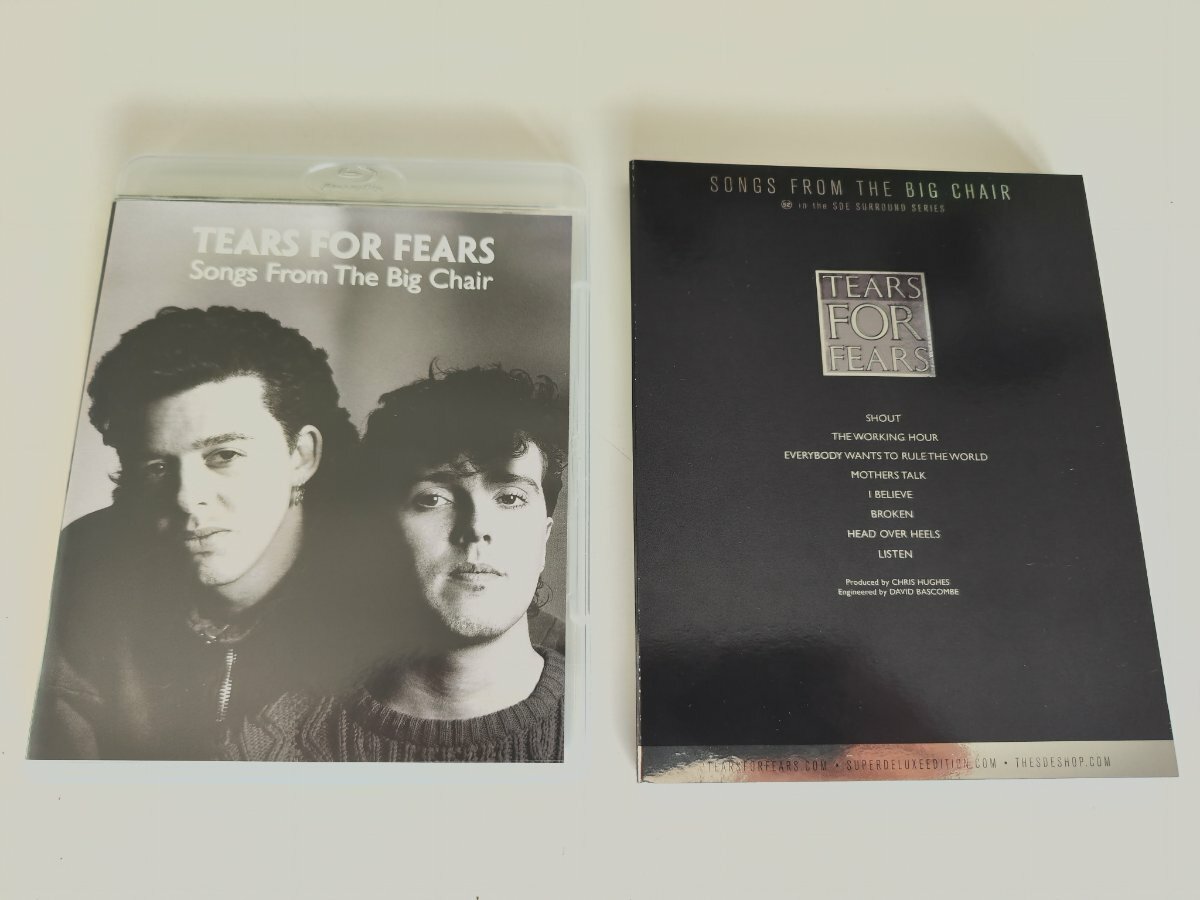 TEARS FOR FEARS
Songs From The Big Chair
SONGS FROM THE BIG CHAIR
in the SDE SURROUND SERIES
TEARS
FOR
FEARS
SHOUT
THE WORKING HOUR
EVERYBODY WANTS TO RULE THE WORLD
MOTHERS TALK
I BELIEVE
BROKEN
HEAD OVER HEELS
LISTEN
Produced by CHRIS HUGHES
Engineered by DAVID BASCOMBE
TEARSFORFEARS.COM • SUPERDELUXEEDITION.COM • THESDESHOP.COM